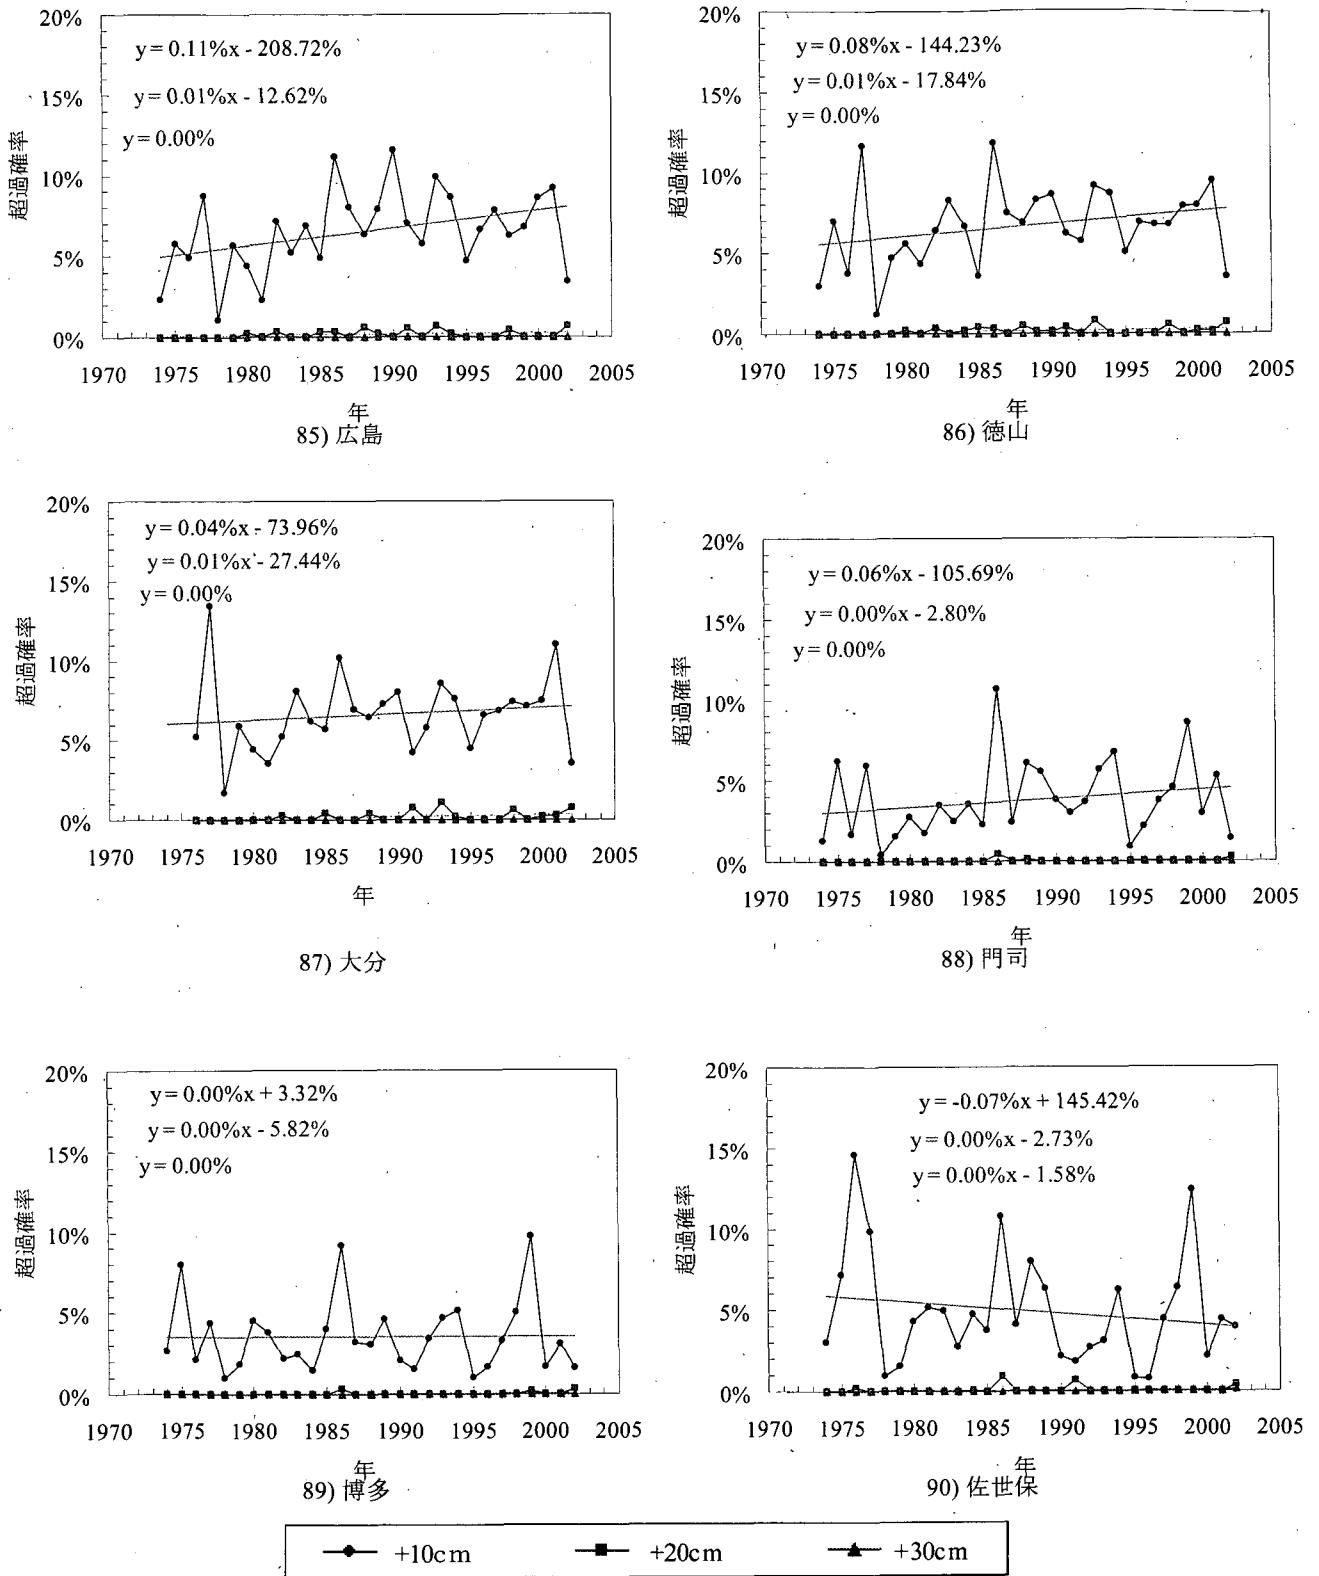 20%
y = 0.11%x - 208.72%
y = 0.01%x - 12.62%
y = 0.00%
15%
10%
5%
0%
超過確率
1970 1975 1980 1985 1990 1995 2000 2005
年
85) 広島
20%
y = 0.08%x - 144.23%
y = 0.01%x - 17.84%
y = 0.00%
15%
10%
5%
0%
超過確率
1970 1975 1980 1985 1990 1995 2000 2005
年
86) 徳山
20%
y = 0.04%x - 73.96%
y = 0.01%x - 27.44%
y = 0.00%
15%
10%
5%
0%
超過確率
1970 1975 1980 1985 1990 1995 2000 2005
年
87) 大分
20%
y = 0.06%x - 105.69%
y = 0.00%x - 2.80%
y = 0.00%
15%
10%
5%
0%
超過確率
1970 1975 1980 1985 1990 1995 2000 2005
年
88) 門司
20%
y = 0.00%x + 3.32%
y = 0.00%x - 5.82%
y = 0.00%
15%
10%
5%
0%
超過確率
1970 1975 1980 1985 1990 1995 2000 2005
年
89) 博多
20%
y = -0.07%x + 145.42%
y = 0.00%x - 2.73%
y = 0.00%x - 1.58%
15%
10%
5%
0%
超過確率
1970 1975 1980 1985 1990 1995 2000 2005
年
90) 佐世保
+10cm +20cm +30cm